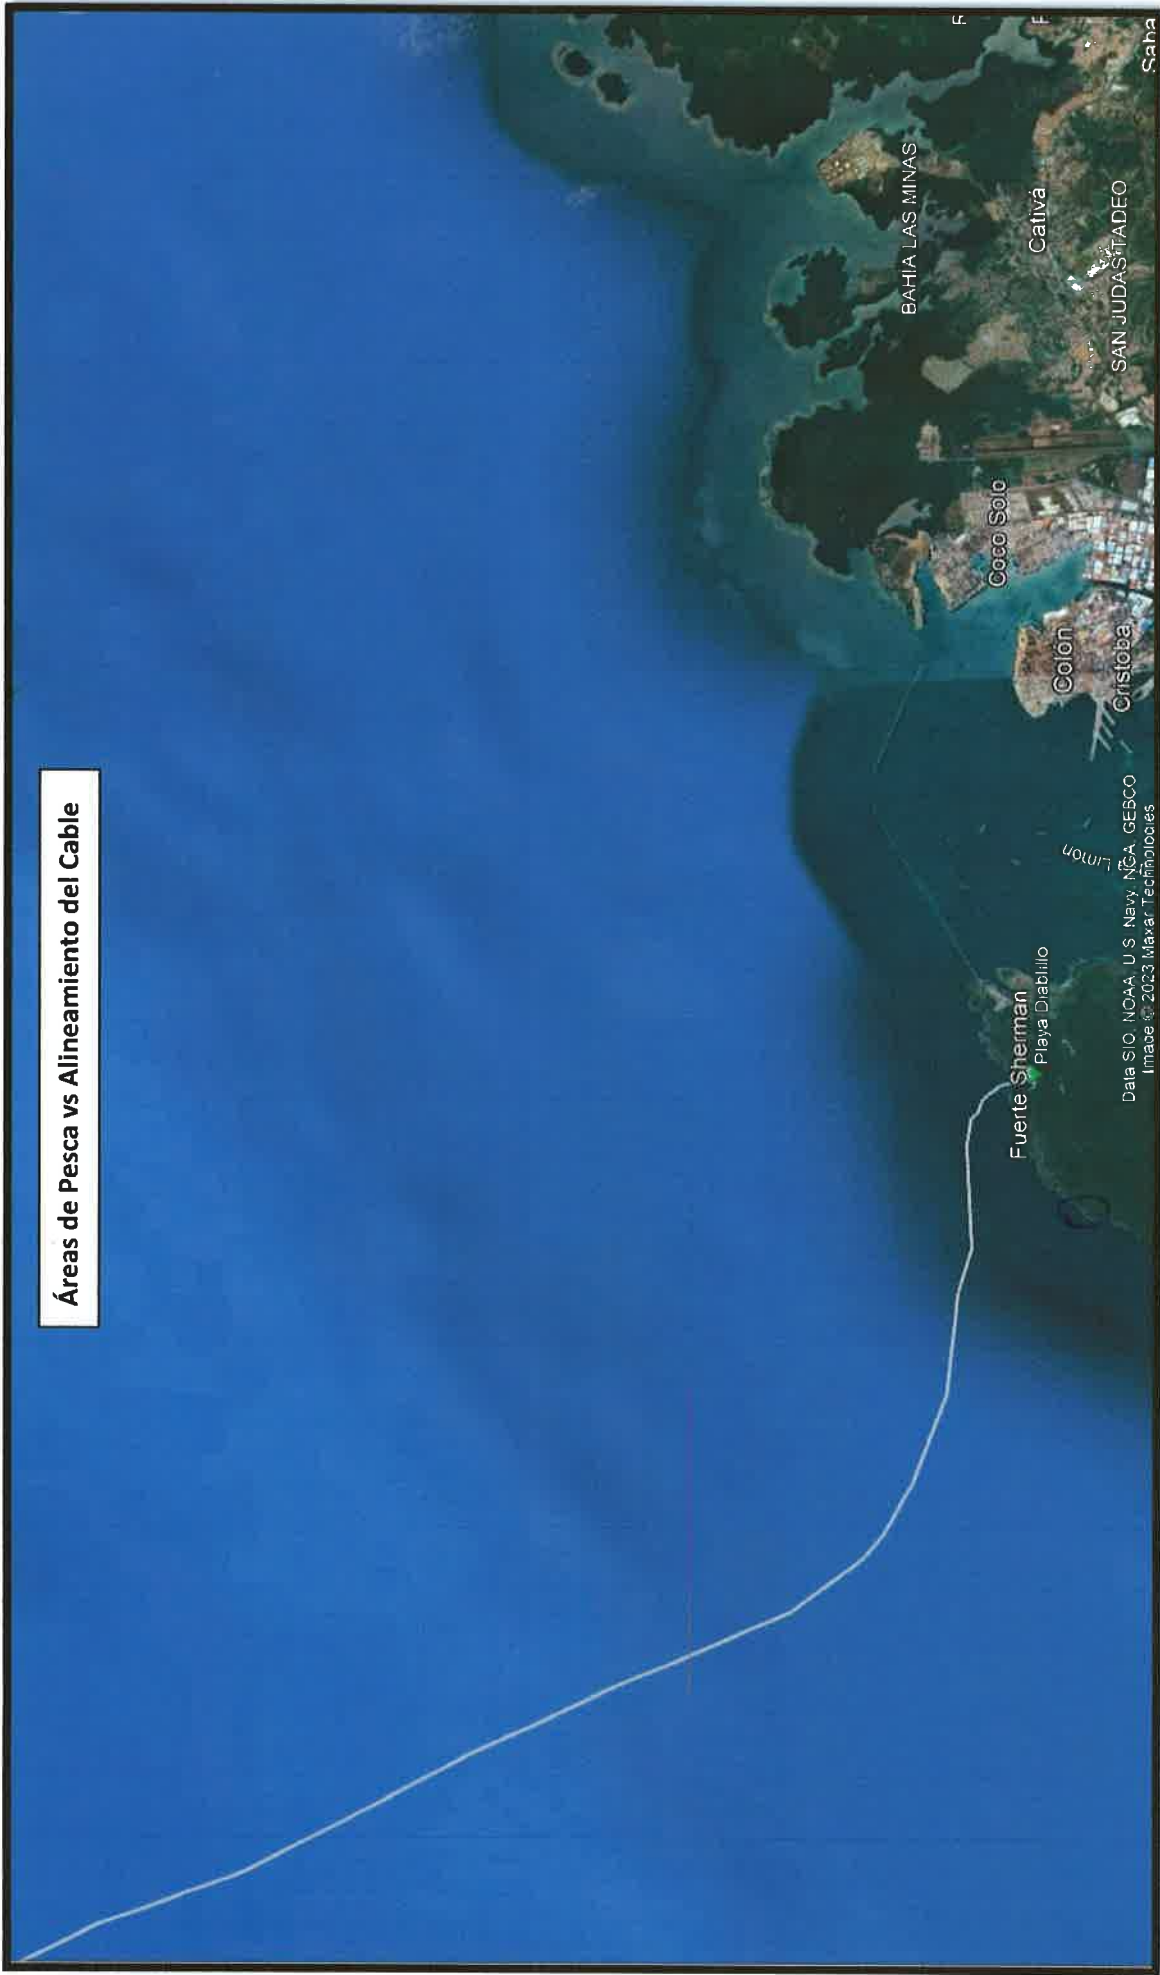 Áreas de Pesca vs Alineamiento del Cable
BAHIA LAS MINAS
Cativá
SAN JUDAS TADEO
Coco Solo
Colón
Cristoba
Limón
Fuerte Sherman
Playa Diablillo
Data SIO, NOAA, U.S. Navy, NGA, GEBCO
Image © 2023 Maxar Technologies